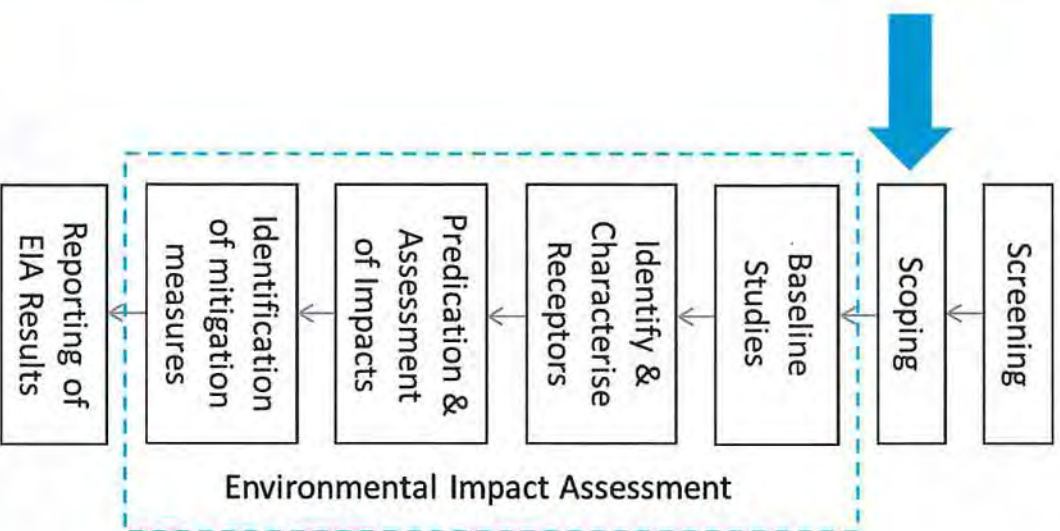 Screening
Scoping
Baseline
Studies
Identify &
Characterise
Receptors
Predication &
Assessment
of Impacts
Identification
of mitigation
measures
Reporting of
EIA Results
Environmental Impact Assessment